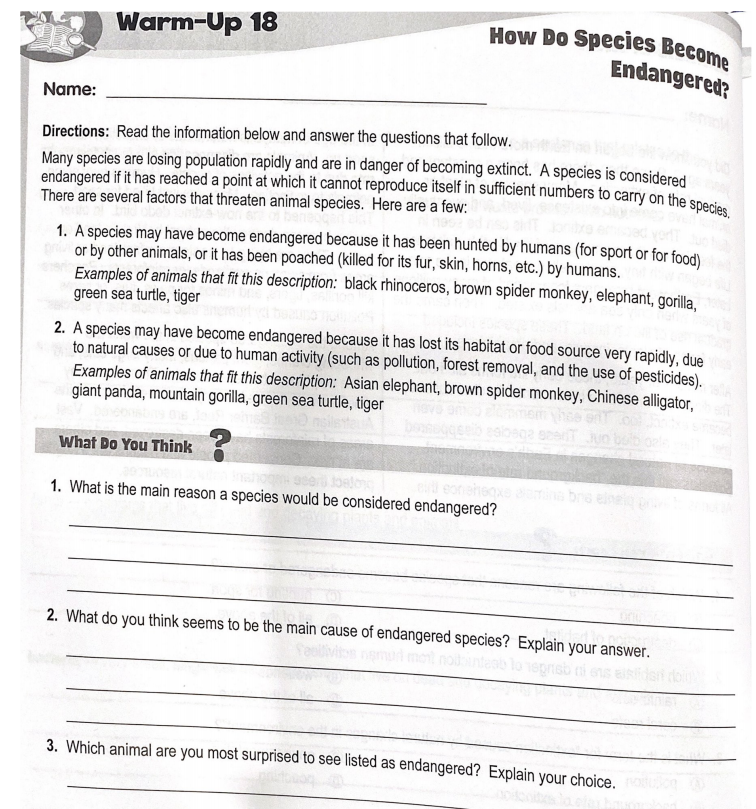 Warm-Up 18
How Do Species Become
Endangered?
Name:
Directions: Read the information below and answer the questions that follow.
Many species are losing population rapidly and are in danger of becoming extinct. A species is considered
endangered if it has reached a point at which it cannot reproduce itself in sufficient numbers to carry on the species.
There are several factors that threaten animal species. Here are a few:
1. A species may have become endangered because it has been hunted by humans (for sport or for food)
or by other animals, or it has been poached (killed for its fur, skin, horns, etc.) by humans.
Examples of animals that fit this description: black rhinoceros, brown spider monkey, elephant, gorilla,
green sea turtle, tiger
2. A species may have become endangered because it has lost its habitat or food source very rapidly, due
to natural causes or due to human activity (such as pollution, forest removal, and the use of pesticides).
Examples of animals that fit this description: Asian elephant, brown spider monkey, Chinese alligator,
giant panda, mountain gorilla, green sea turtle, tiger
What Do You Think ?
1. What is the main reason a species would be considered endangered?
2. What do you think seems to be the main cause of endangered species? Explain your answer.
3. Which animal are you most surprised to see listed as endangered? Explain your choice.